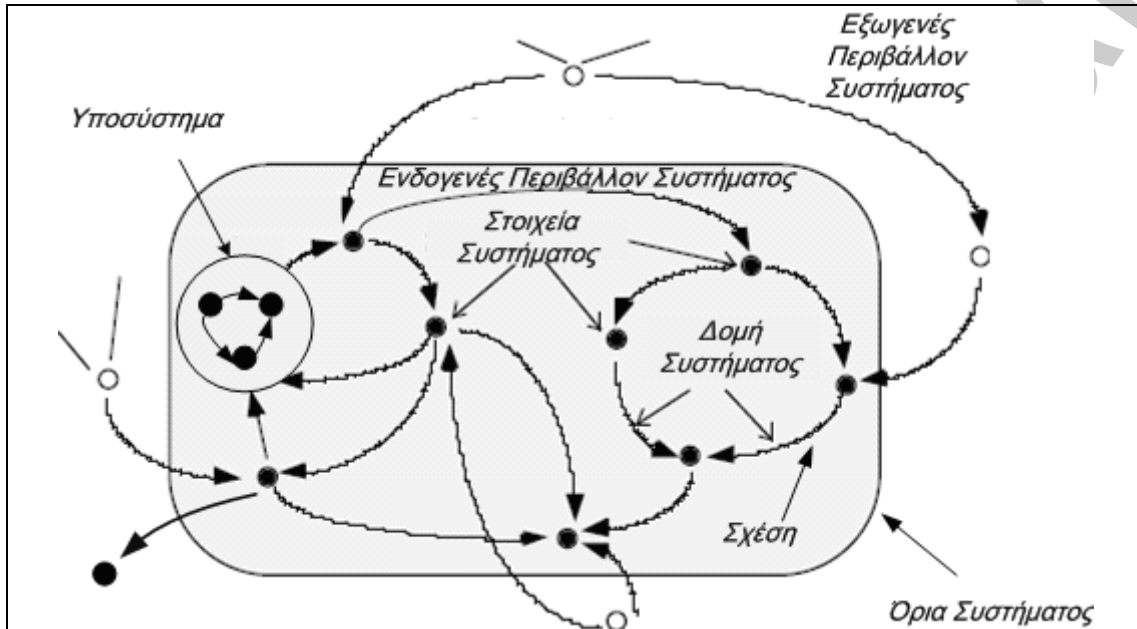 Εξωγενές
Περιβάλλον
Συστήματος
Υποσύστημα
Ενδογενές Περιβάλλον Συστήματος
Στοιχεία
Συστήματος
Δομή
Συστήματος
Σχέση
Όρια Συστήματος